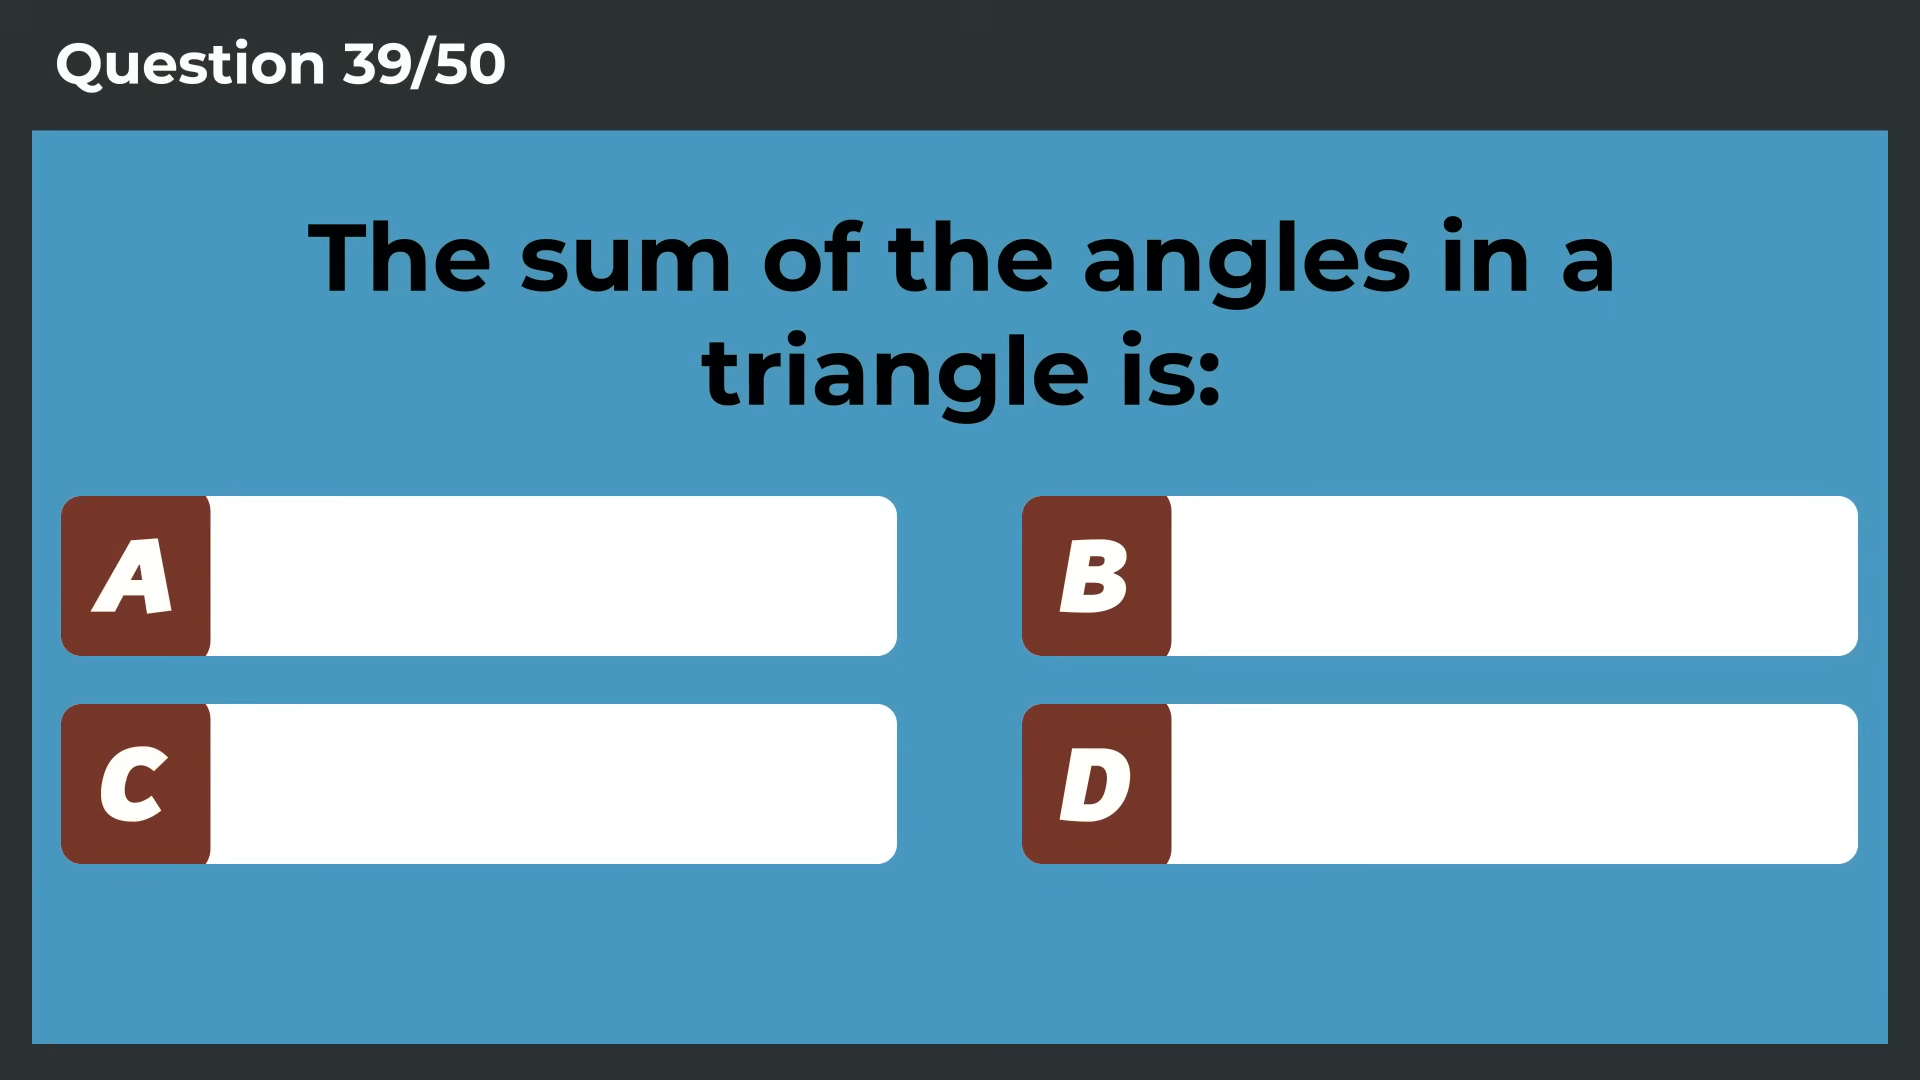 Question 39/50
The sum of the angles in a
triangle is:
A
B
C
D